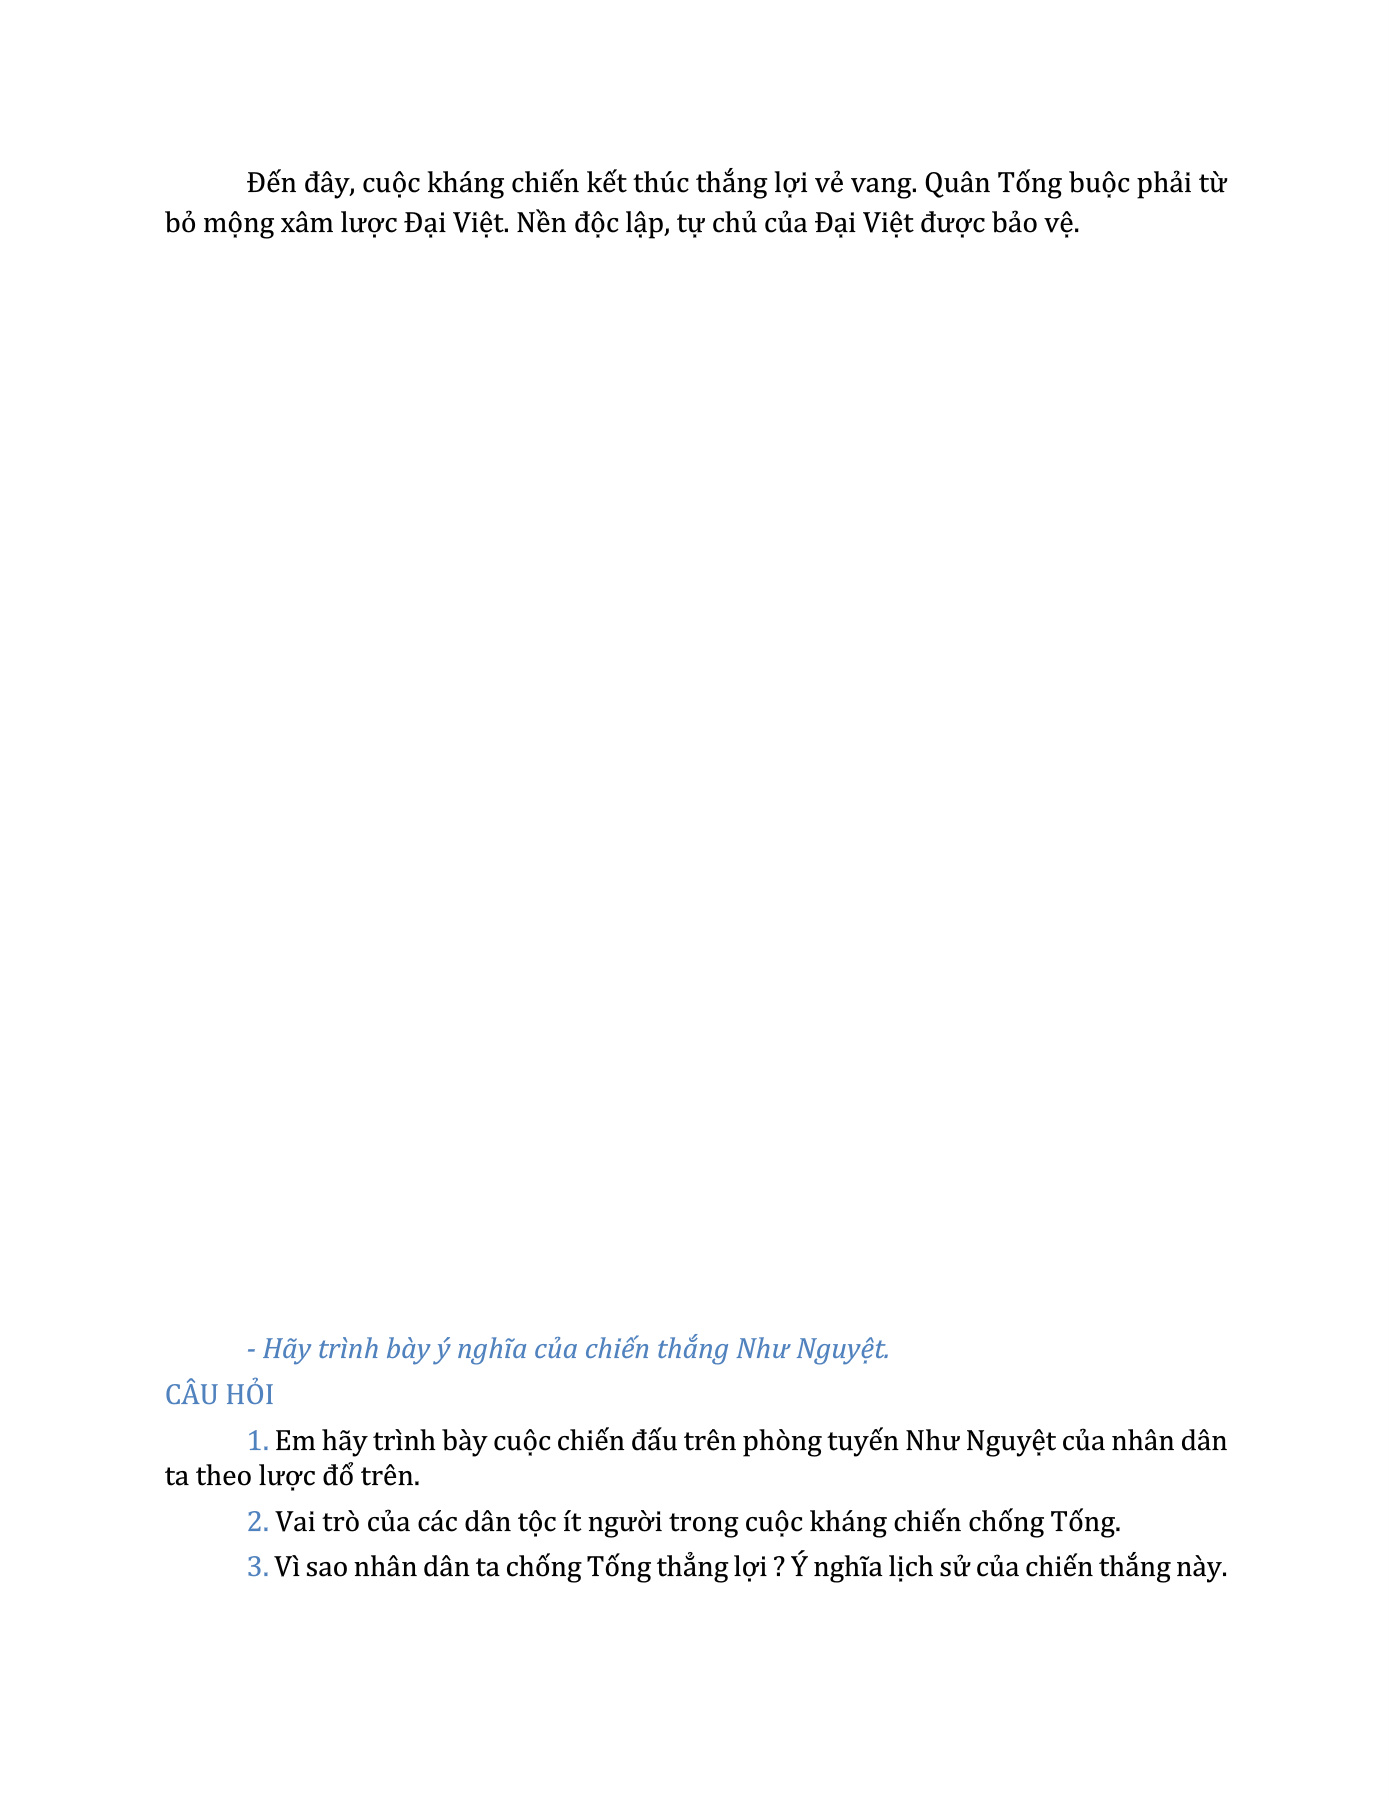 Đến đây, cuộc kháng chiến kết thúc thắng lợi vẻ vang. Quân Tống buộc phải từ
bỏ mộng xâm lược Đại Việt. Nền độc lập, tự chủ của Đại Việt được bảo vệ.
- Hãy trình bày ý nghĩa của chiến thắng Như Nguyệt.
CÂU HỎI
1. Em hãy trình bày cuộc chiến đấu trên phòng tuyến Như Nguyệt của nhân dân
ta theo lược đổ trên.
2. Vai trò của các dân tộc ít người trong cuộc kháng chiến chống Tống.
3. Vì sao nhân dân ta chống Tống thẳng lợi ? Ý nghĩa lịch sử của chiến thắng này.